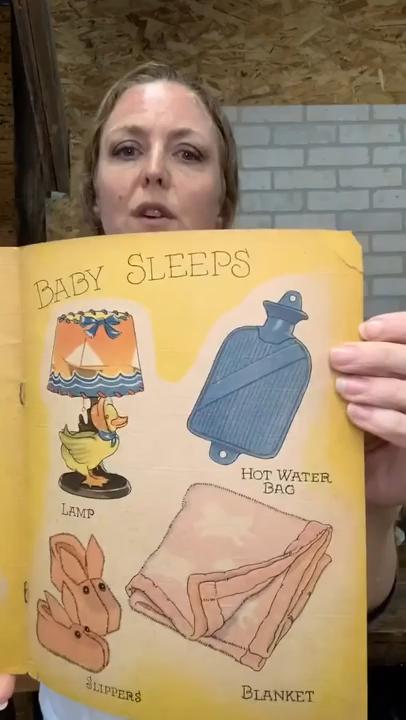 BABY SLEEPS
LAMP
HOT WATER
BAG
SLIPPERS
BLANKET